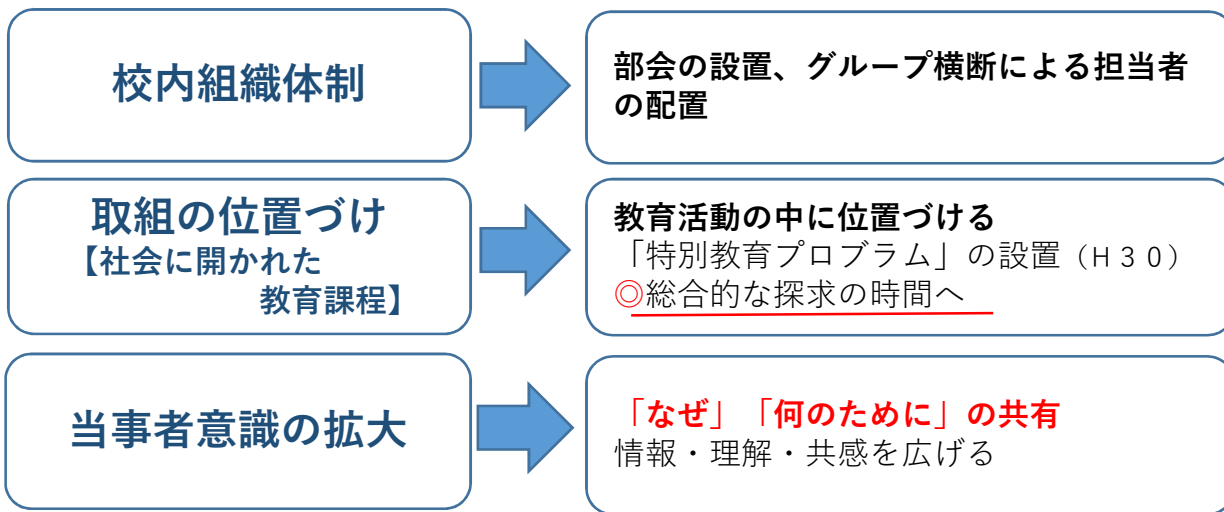 校内組織体制
部会の設置、グループ横断による担当者
の配置
取組の位置づけ
【社会に開かれた
教育課程】
教育活動の中に位置づける
「特別教育プロブラム」の設置（H３０）
◎総合的な探求の時間へ
当事者意識の拡大
「なぜ」「何のために」の共有
情報・理解・共感を広げる